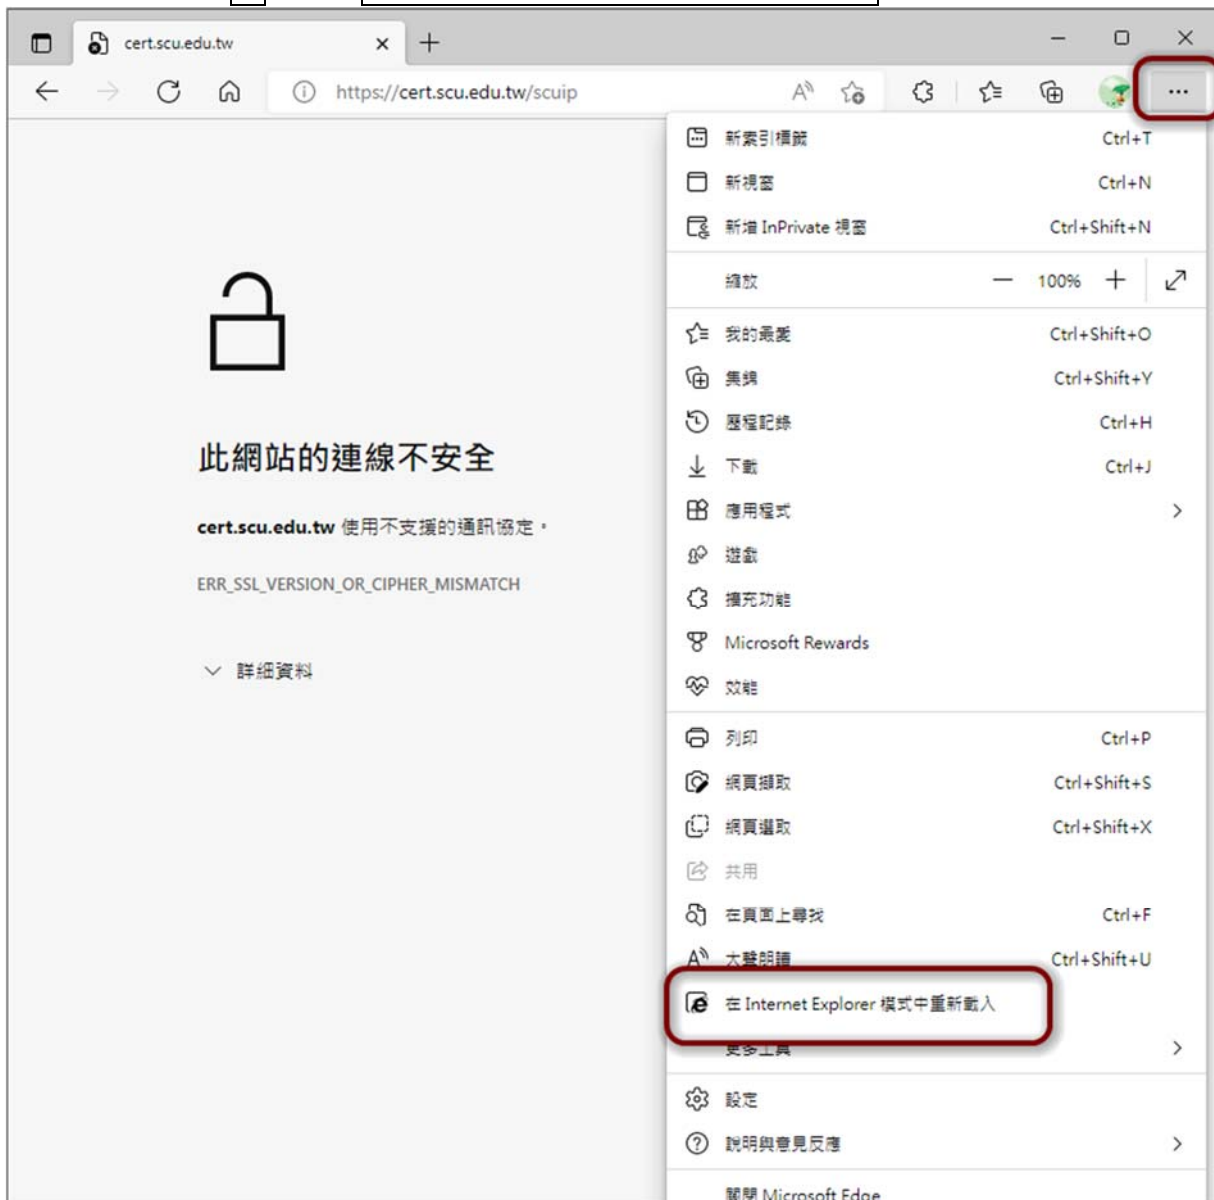 cert.scu.edu.tw
https://cert.scu.edu.tw/scuip
新索引標籤 Ctrl+T
新視窗 Ctrl+N
新增 InPrivate 視窗 Ctrl+Shift+N
縮放 100%
我的最愛 Ctrl+Shift+O
集錦 Ctrl+Shift+Y
歷程記錄 Ctrl+H
下載 Ctrl+J
此網站的連線不安全
應用程式
cert.scu.edu.tw 使用不支援的通訊協定。
遊戲
ERR_SSL_VERSION_OR_CIPHER_MISMATCH
擴充功能
Microsoft Rewards
詳細資料
效能
列印 Ctrl+P
網頁擷取 Ctrl+Shift+S
網頁選取 Ctrl+Shift+X
共用
在頁面上尋找 Ctrl+F
大聲朗讀 Ctrl+Shift+U
在 Internet Explorer 模式中重新載入
更多工具
設定
說明與意見反應
關閉 Microsoft Edge